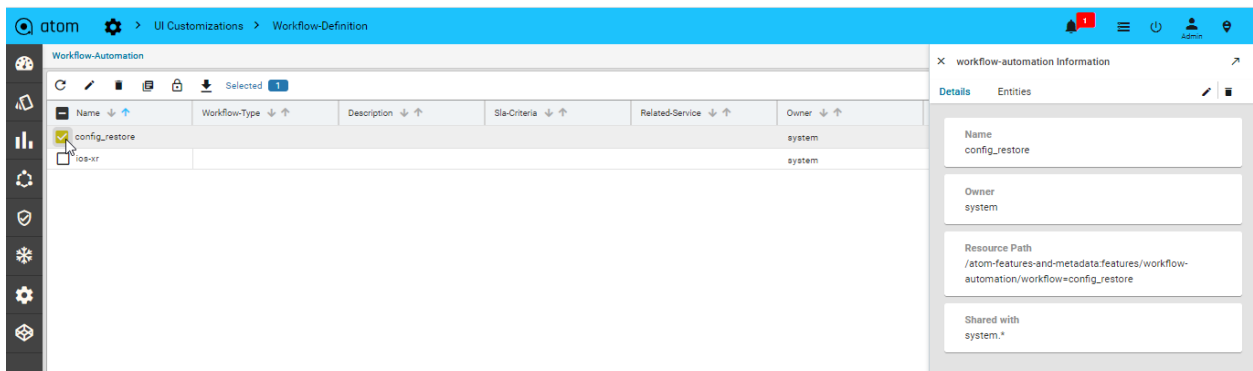 atom > UI Customizations > Workflow-Definition
1
Admin
Workflow-Automation
Selected 1
Name Workflow-Type Description Sla-Criteria Related-Service Owner
config_restore system
ios-xr system
workflow-automation Information
Details Entities
Name
config_restore
Owner
system
Resource Path
/atom-features-and-metadata:features/workflow-
automation/workflow=config_restore
Shared with
system.*